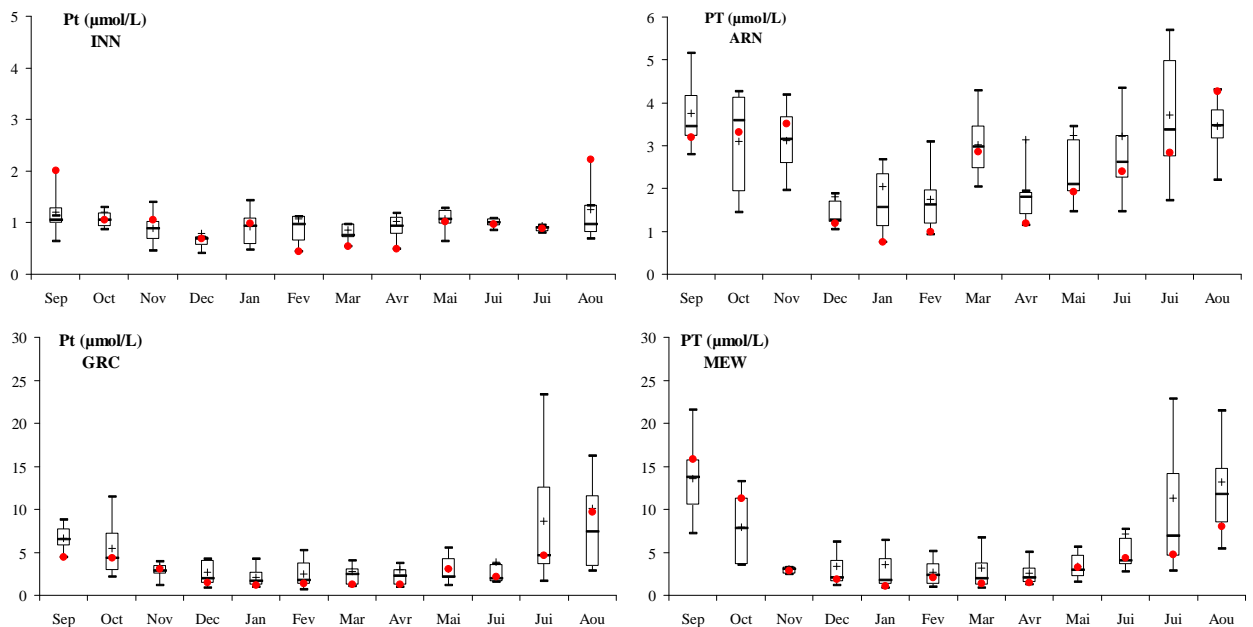 Pt (µmol/L)
INN
5
4
3
2
1
0
Sep Oct Nov Dec Jan Fev Mar Avr Mai Jui Jui Aou
PT (µmol/L)
ARN
6
5
4
3
2
1
0
Sep Oct Nov Dec Jan Fev Mar Avr Mai Jui Jui Aou
Pt (µmol/L)
GRC
30
25
20
15
10
5
0
Sep Oct Nov Dec Jan Fev Mar Avr Mai Jui Jui Aou
PT (µmol/L)
MEW
30
25
20
15
10
5
0
Sep Oct Nov Dec Jan Fev Mar Avr Mai Jui Jui Aou